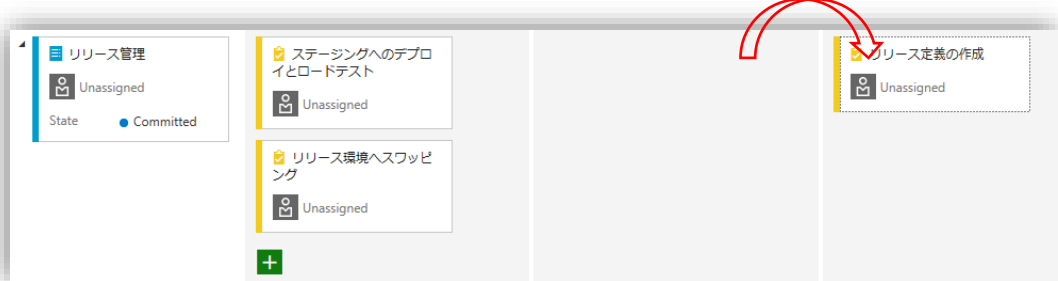 リリース管理
Unassigned
State Committed
ステージングへのデプロ
イとロードテスト
Unassigned
リリース環境へスワッピ
ング
Unassigned
リリース定義の作成
Unassigned